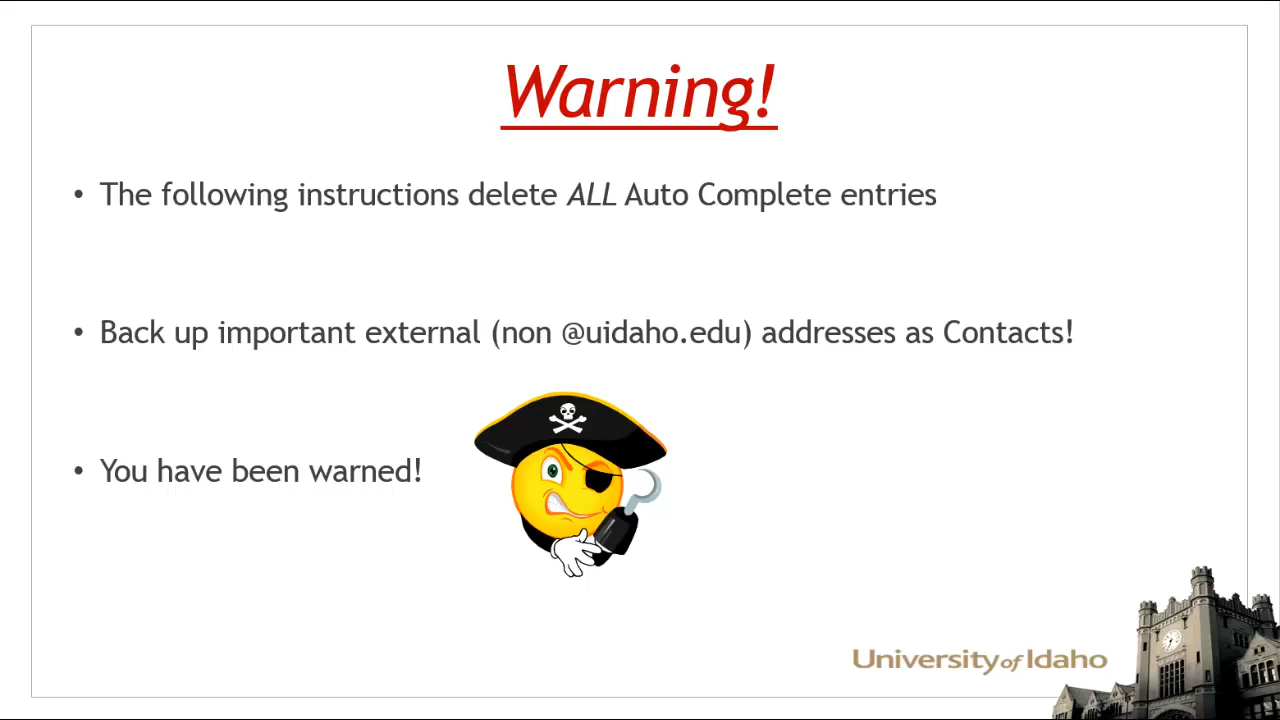 Warning!
• The following instructions delete ALL Auto Complete entries
• Back up important external (non @uidaho.edu) addresses as Contacts!
• You have been warned!
University of Idaho